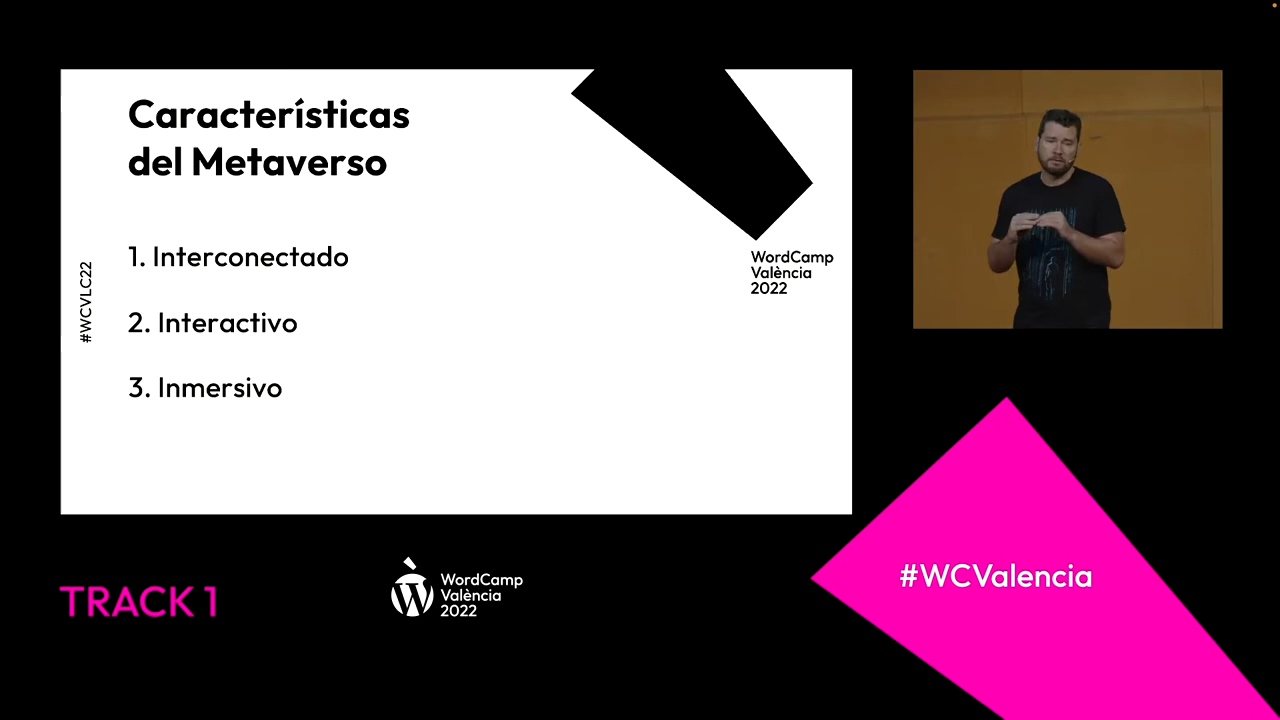 Características
del Metaverso
1. Interconectado
2. Interactivo
3. Inmersivo
#WCVLC22
WordCamp
València
2022
TRACK 1
WordCamp
València
2022
#WCValencia